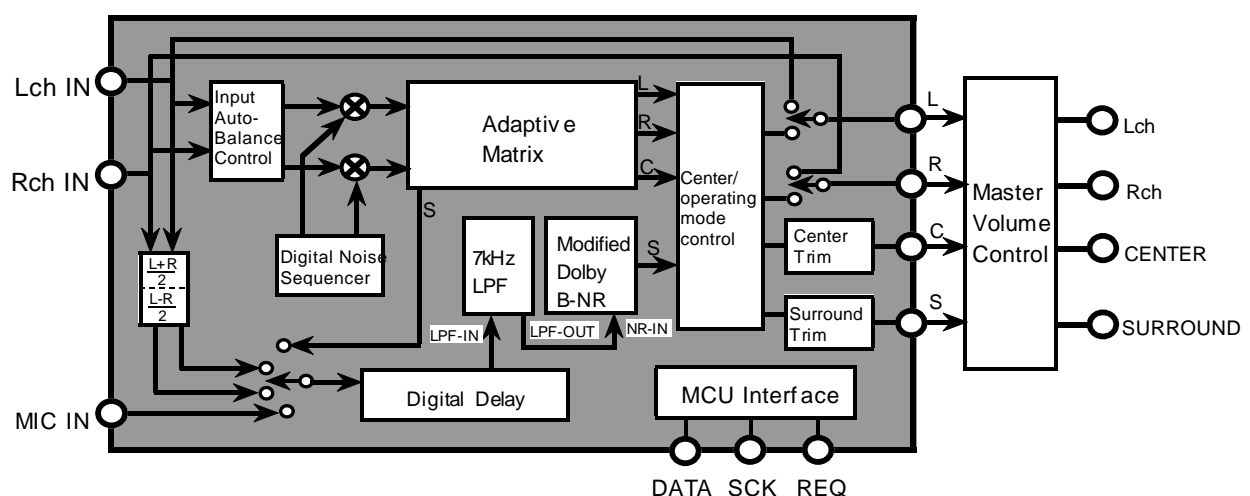 Lch IN
Rch IN
MIC IN
Input
Auto-
Balance
Control
Adaptive
Matrix
L
R
C
S
Digital Noise
Sequencer
L+R
2
L-R
2
7kHz
LPF
Modified
Dolby
B-NR
S
LPF-IN
LPF-OUT
NR-IN
Digital Delay
Center/
operating
mode
control
Center
Trim
Surround
Trim
MCU Interface
DATA
SCK
REQ
L
R
C
S
Master
Volume
Control
Lch
Rch
CENTER
SURROUND